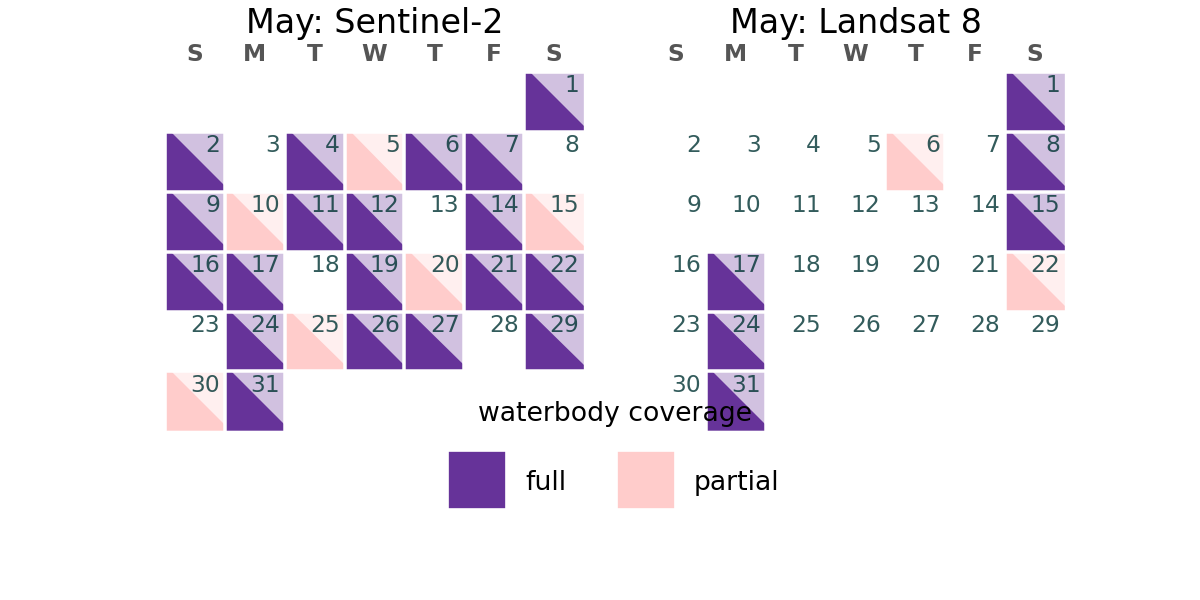 May: Sentinel-2
S M T W T F S
1
2 3 4 5 6 7 8
9 10 11 12 13 14 15
16 17 18 19 20 21 22
23 24 25 26 27 28 29
30 31
May: Landsat 8
S M T W T F S
1
2 3 4 5 6 7 8
9 10 11 12 13 14 15
16 17 18 19 20 21 22
23 24 25 26 27 28 29
30 31
waterbody coverage
full partial